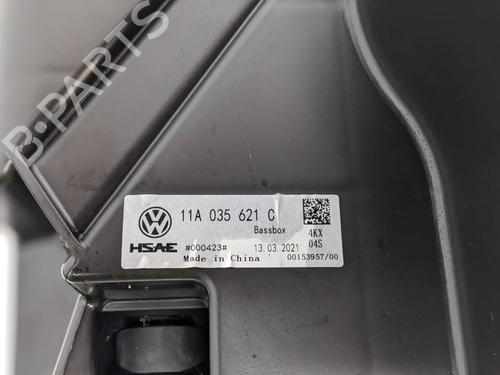 B-PARTS
11A 035 621 C
Bassbox
4KX
HSAE #000423# 13.03.2021 04S
Made in China 00153957/00